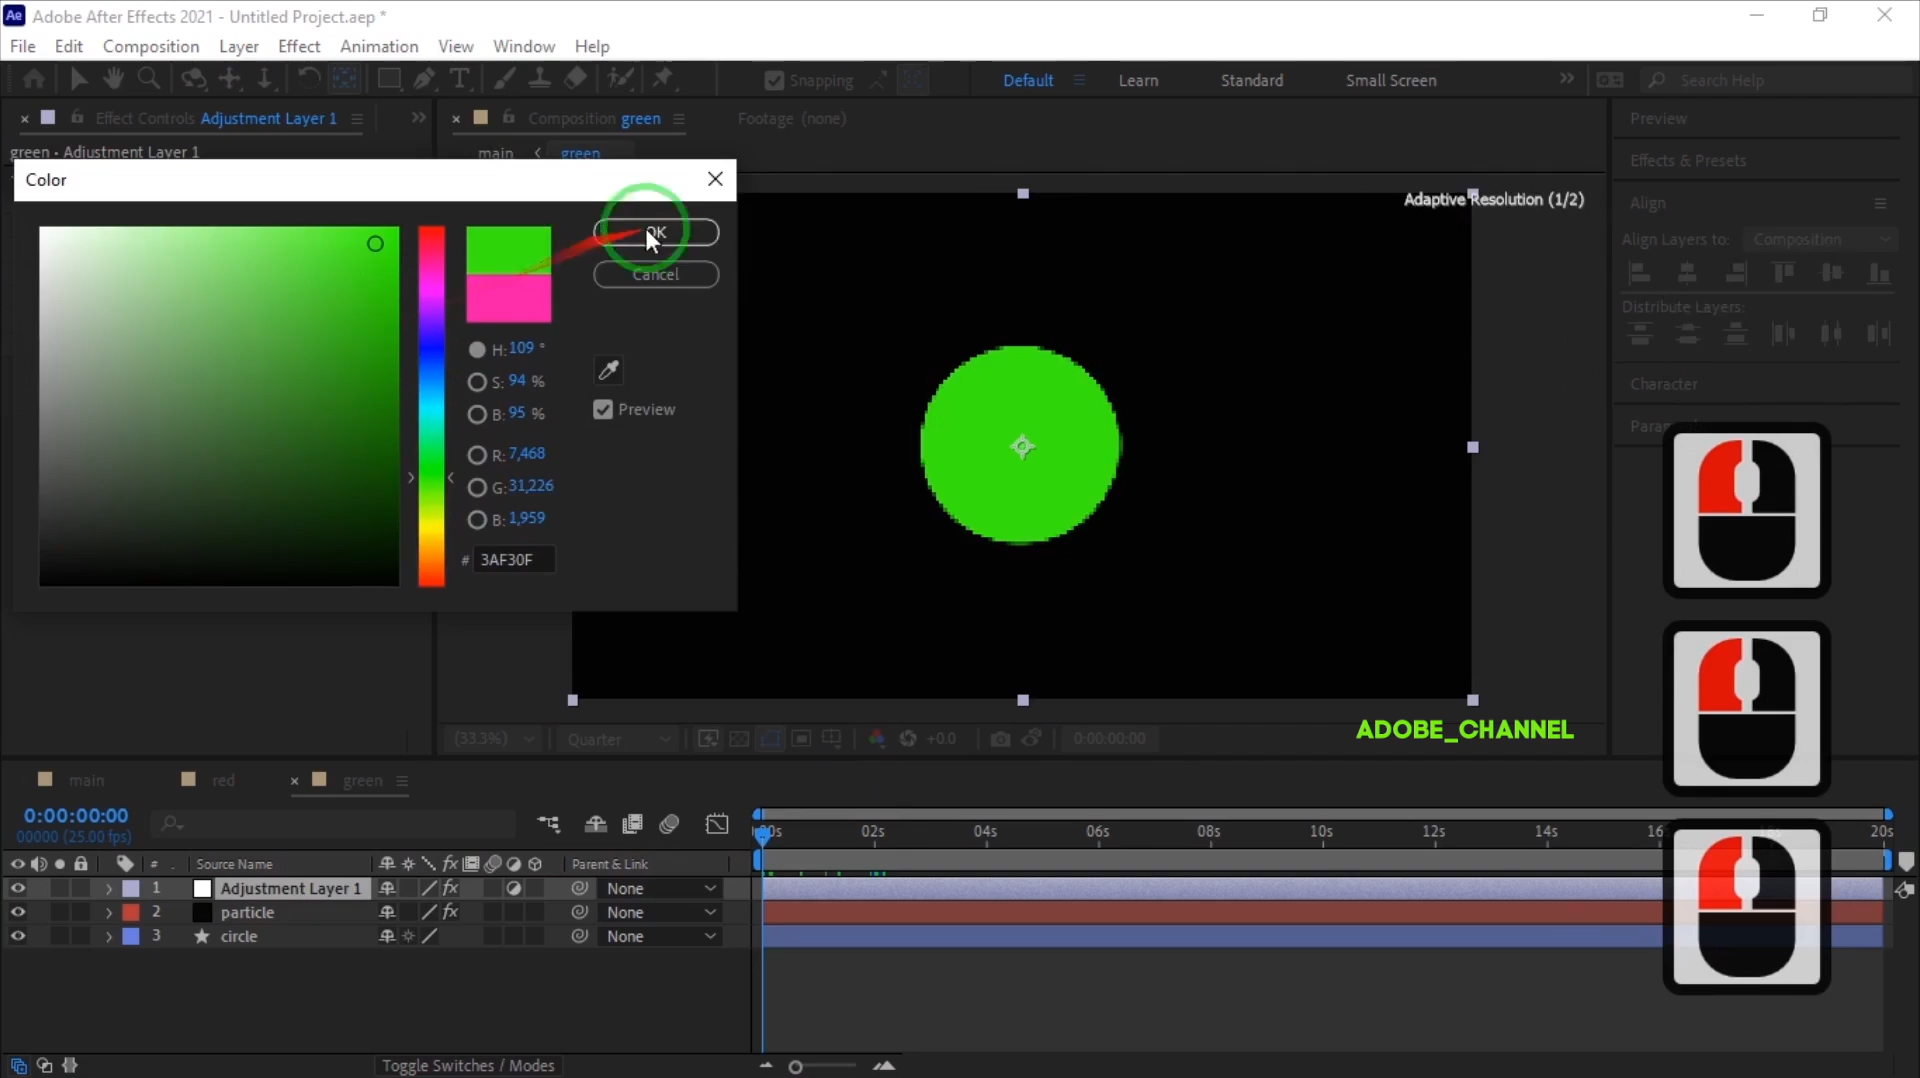 Ae Adobe After Effects 2021 - Untitled Project.aep *
File Edit Composition Layer Effect Animation View Window Help
Snapping Default Learn Standard Small Screen Search Help
Effect Controls Adjustment Layer 1
Composition green
Footage (none)
Preview
green • Adjustment Layer 1
main green
Effects & Presets
Color
Adaptive Resolution (1/2)
Align
OK
Align Layers to: Composition
Cancel
Distribute Layers:
H: 109 °
S: 94 %
B: 95 %
Preview
Character
R: 7,468
G: 31,226
B: 1,959
# 3AF30F
ADOBE_CHANNEL
(33.3%) Quarter +0.0 0:00:00:00
main red green
0:00:00:00
00000 (25.00 fps)
02s 04s 06s 08s 10s 12s 14s 20s
# Source Name Parent & Link
1 Adjustment Layer 1 None
2 particle None
3 circle None
Toggle Switches / Modes